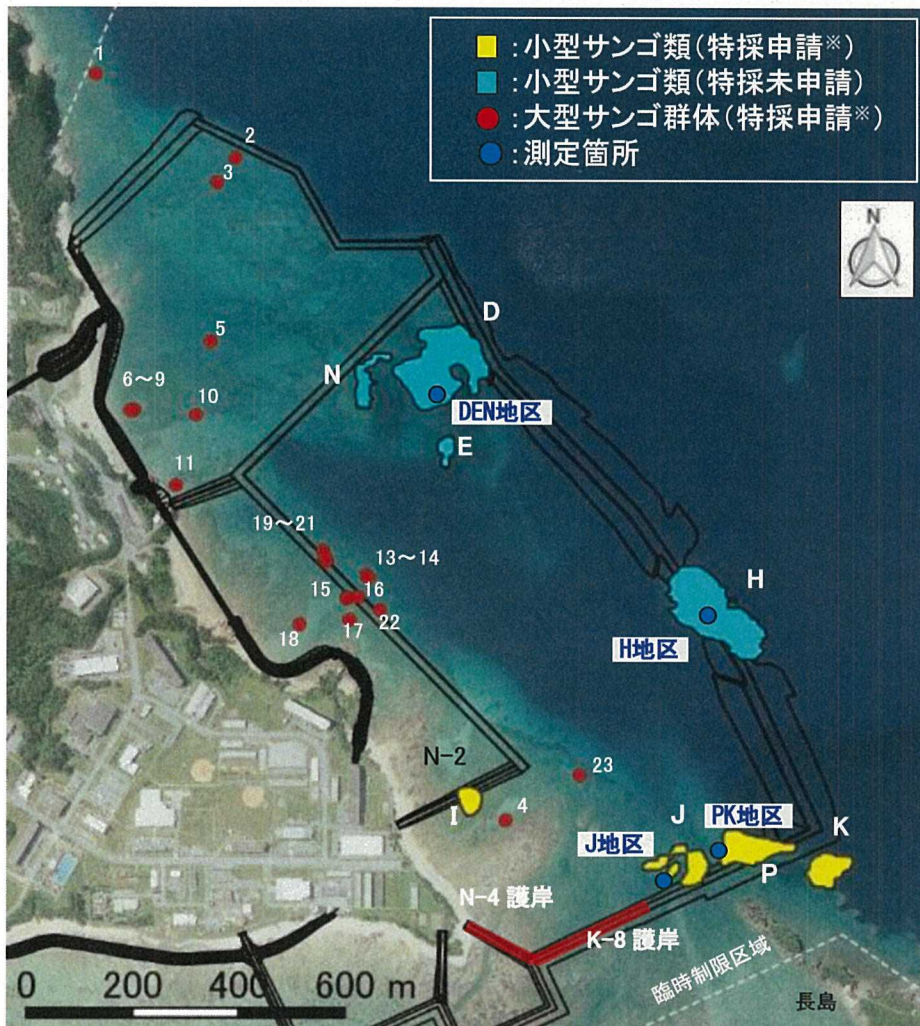 :小型サンゴ類(特採申請※)
:小型サンゴ類(特採未申請)
:大型サンゴ群体(特採申請※)
:測定箇所
N
1
2
3
5
6～9
10
11
D
N
DEN地区
E
19～21
13～14
15
16
22
17
18
H
H地区
N-2
23
I
4
J
PK地区
K
J地区
P
N-4 護岸
K-8 護岸
臨時制限区域
長島
0 200 400 600 m